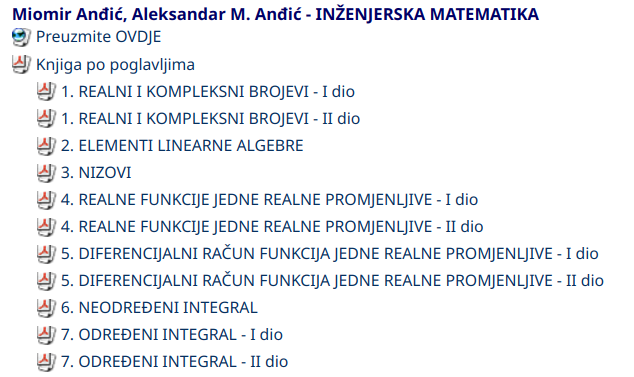 Miomir Anđić, Aleksandar M. Anđić - INŽENJERSKA MATEMATIKA
Preuzmite OVDJE
Knjiga po poglavljima
1. REALNI I KOMPLEKSNI BROJEVI - I dio
1. REALNI I KOMPLEKSNI BROJEVI - II dio
2. ELEMENTI LINEARNE ALGEBRE
3. NIZOVI
4. REALNE FUNKCIJE JEDNE REALNE PROMJENLJIVE - I dio
4. REALNE FUNKCIJE JEDNE REALNE PROMJENLJIVE - II dio
5. DIFERENCIJALNI RAČUN FUNKCIJA JEDNE REALNE PROMJENLJIVE - I dio
5. DIFERENCIJALNI RAČUN FUNKCIJA JEDNE REALNE PROMJENLJIVE - II dio
6. NEODREĐENI INTEGRAL
7. ODREĐENI INTEGRAL - I dio
7. ODREĐENI INTEGRAL - II dio